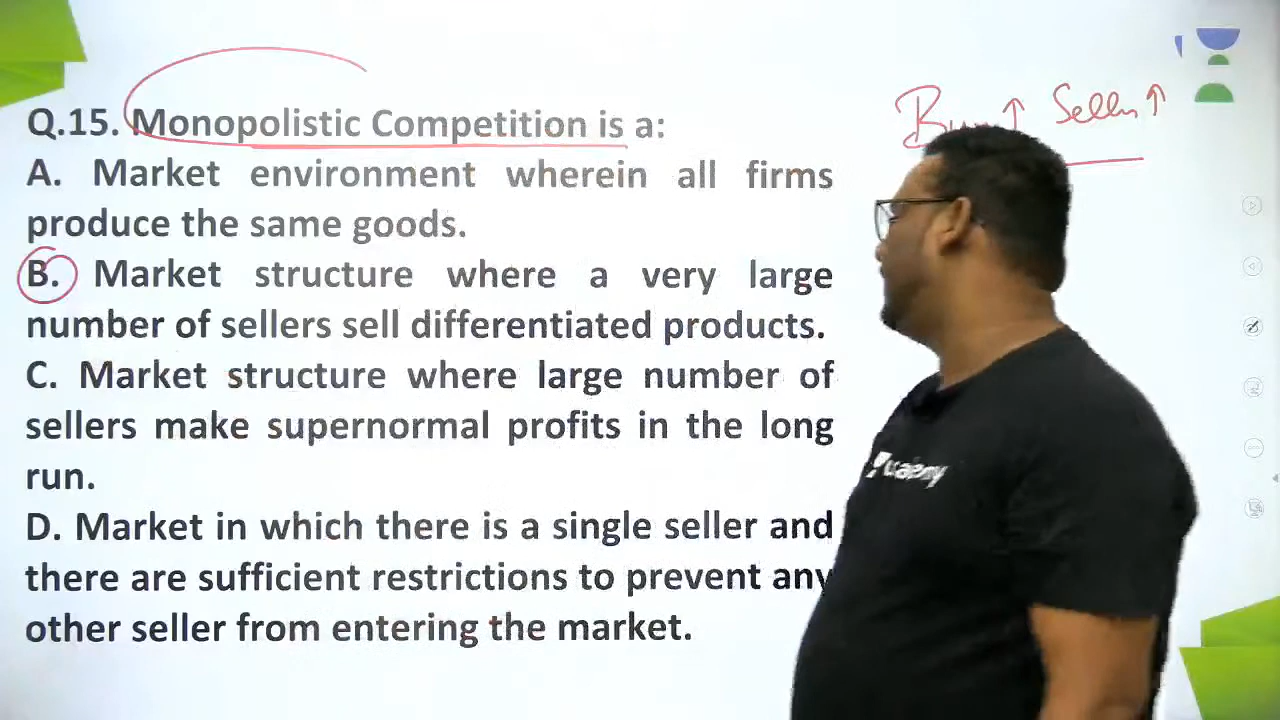 Q.15. Monopolistic Competition is a:
A. Market environment wherein all firms
produce the same goods.
B. Market structure where a very large
number of sellers sell differentiated products.
C. Market structure where large number of
sellers make supernormal profits in the long
run.
D. Market in which there is a single seller and
there are sufficient restrictions to prevent any
other seller from entering the market.
↑ Sellers ↑